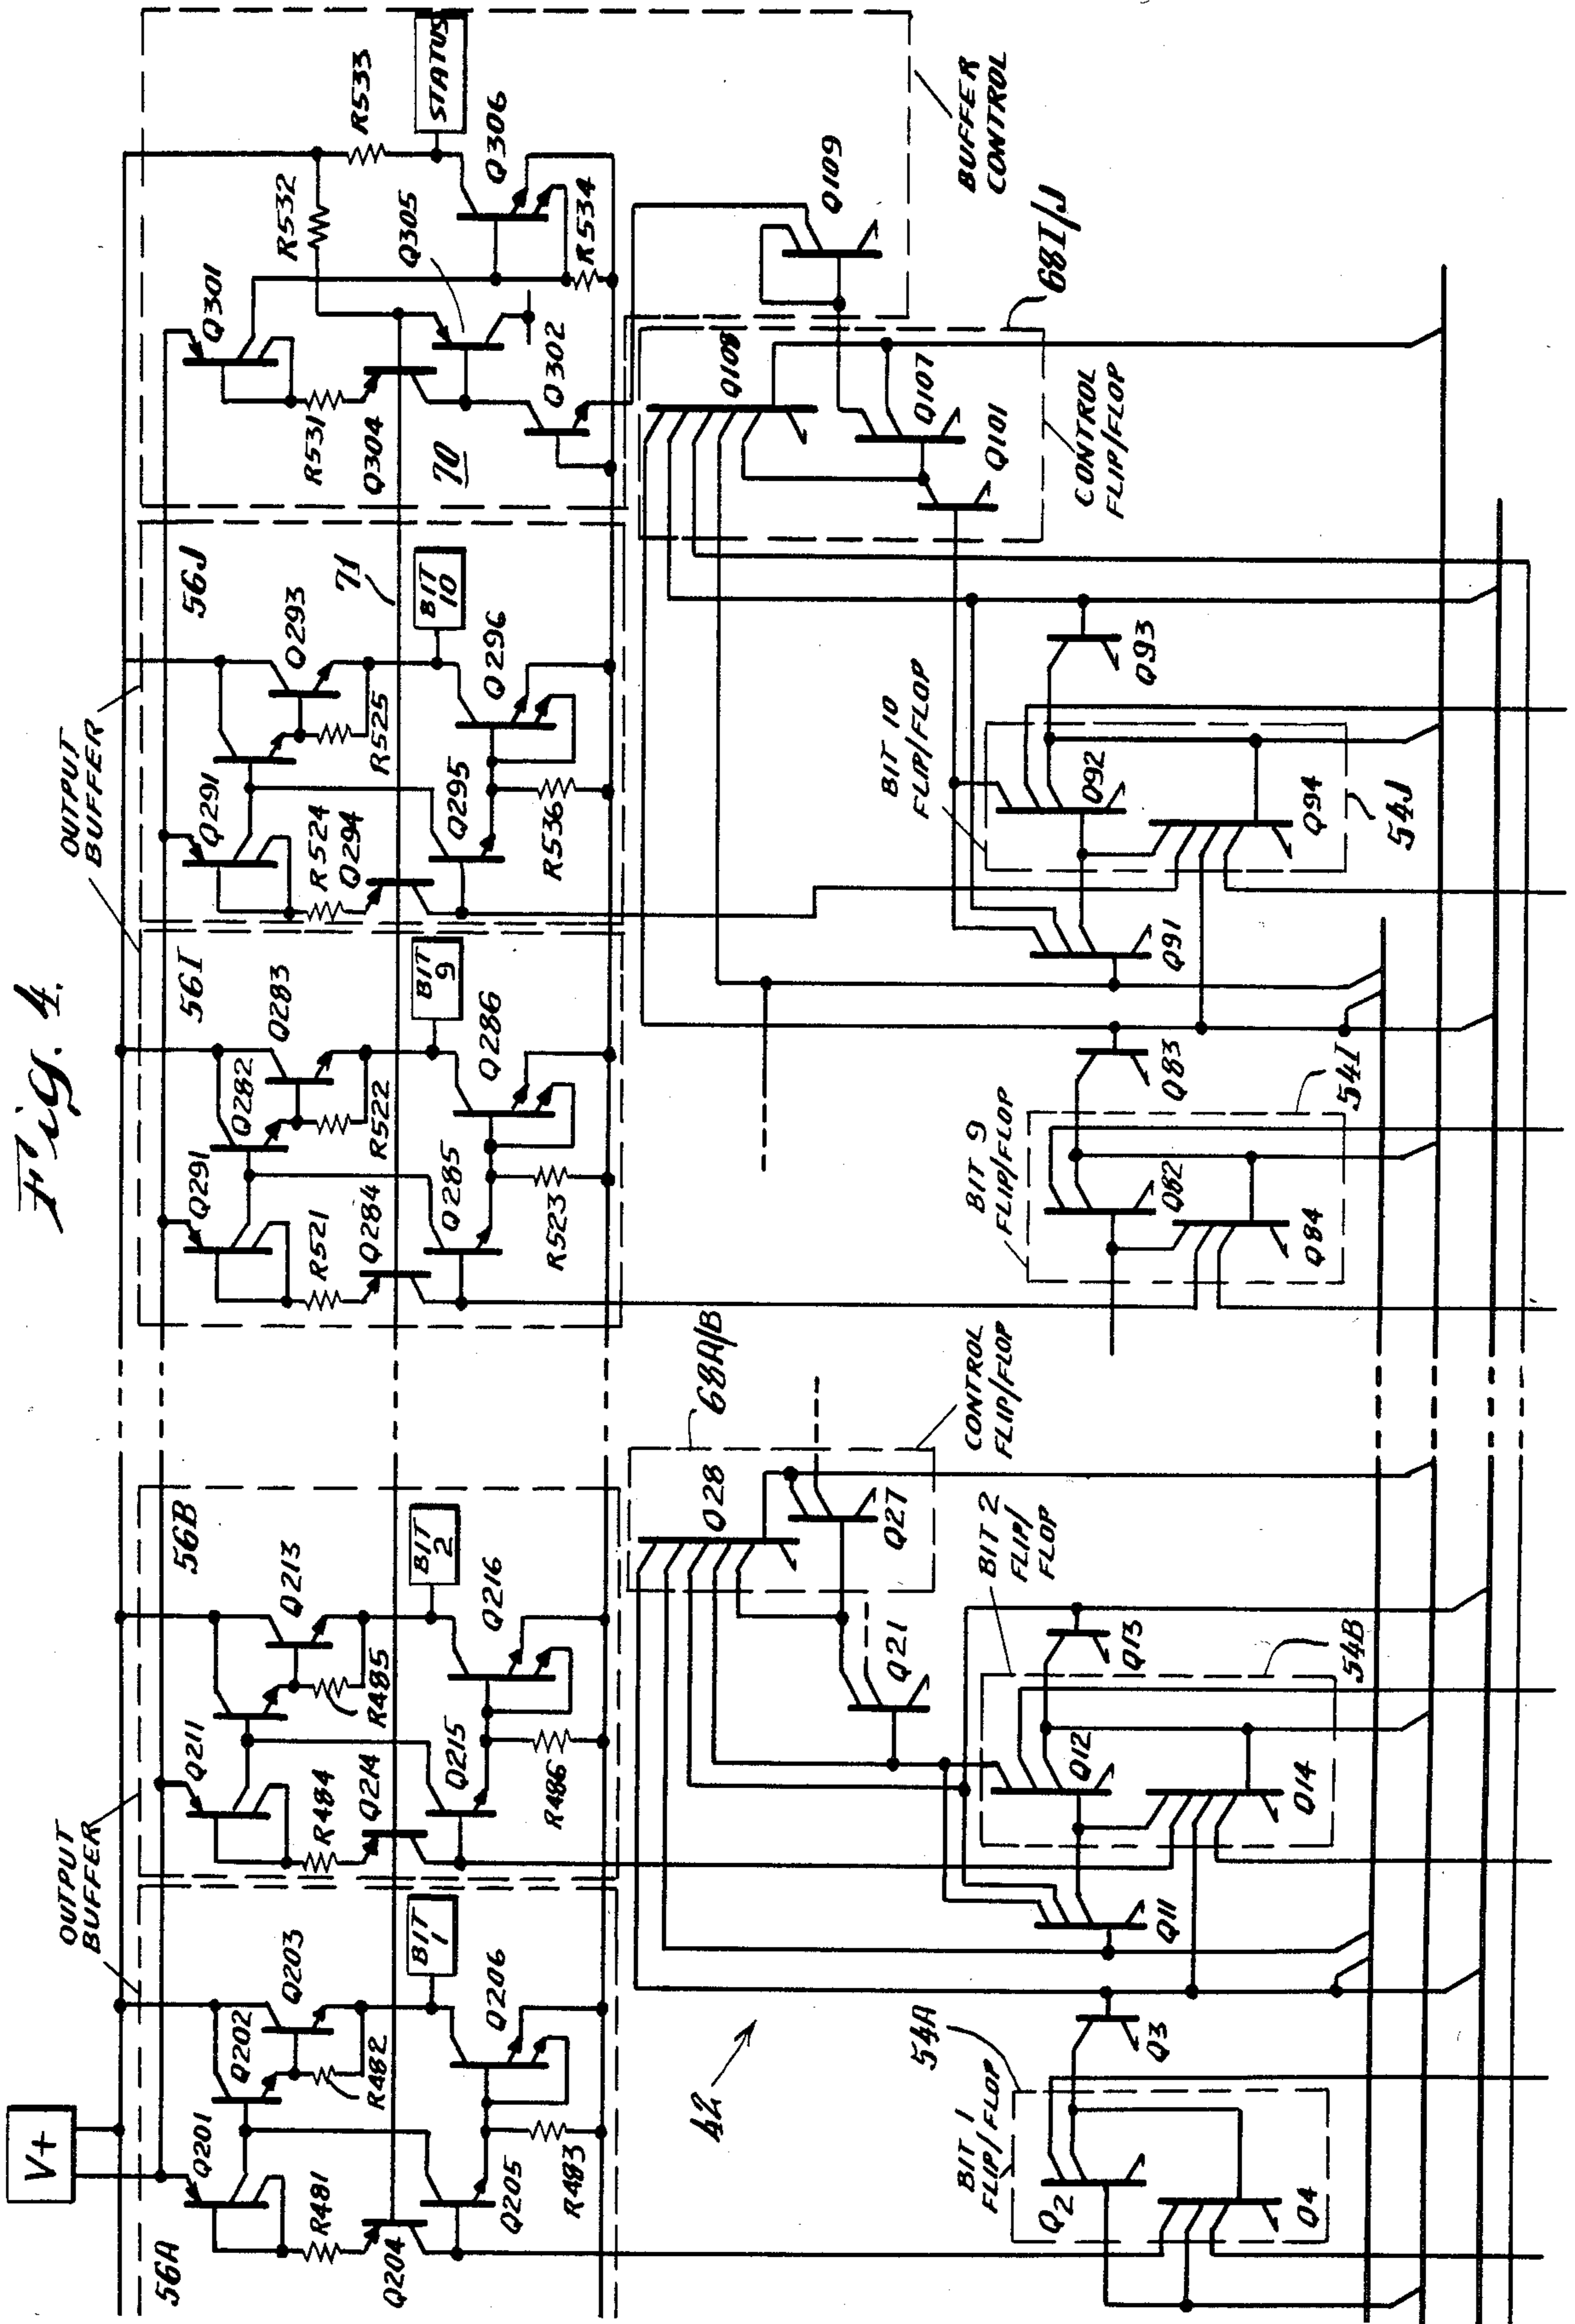 Fig. 4.
V+
OUTPUT
BUFFER
OUTPUT
BUFFER
56A
Q201
Q202
Q203
R481
R482
Q204
Q205
BIT
1
Q206
R483
56B
Q211
Q213
R484
R485
Q214
Q215
BIT
2
Q216
R486
56I
Q291
Q282
Q283
R521
R522
Q284
Q285
BIT
9
Q286
R523
56J
Q291
Q293
R524
R525
Q294
71
Q295
BIT
10
Q296
R536
Q301
R532
R533
R531
Q304
Q305
STATUS
Q306
70
Q302
R534
BUFFER
CONTROL
Q109
68I/J
Q108
Q107
Q101
CONTROL
FLIP/FLOP
42
68A/B
Q28
Q27
CONTROL
FLIP/FLOP
Q21
54A
BIT 1
FLIP/FLOP
Q2
Q3
Q4
BIT 2
FLIP/
FLOP
Q11
Q12
Q13
Q14
54B
BIT 9
FLIP/FLOP
Q82
Q83
Q84
54I
BIT 10
FLIP/FLOP
Q91
Q92
Q93
Q94
54J